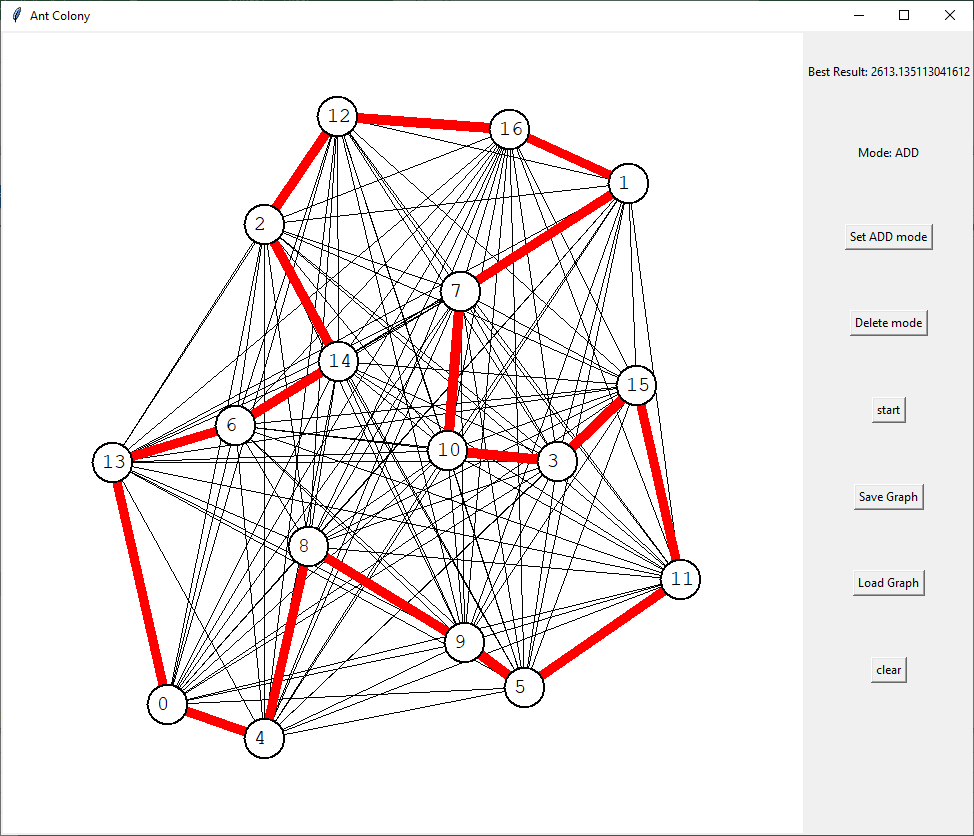 Ant Colony
Best Result: 2613.135113041612
Mode: ADD
Set ADD mode
Delete mode
start
Save Graph
Load Graph
clear
12
16
1
2
7
14
15
6
10
3
13
8
11
9
5
0
4